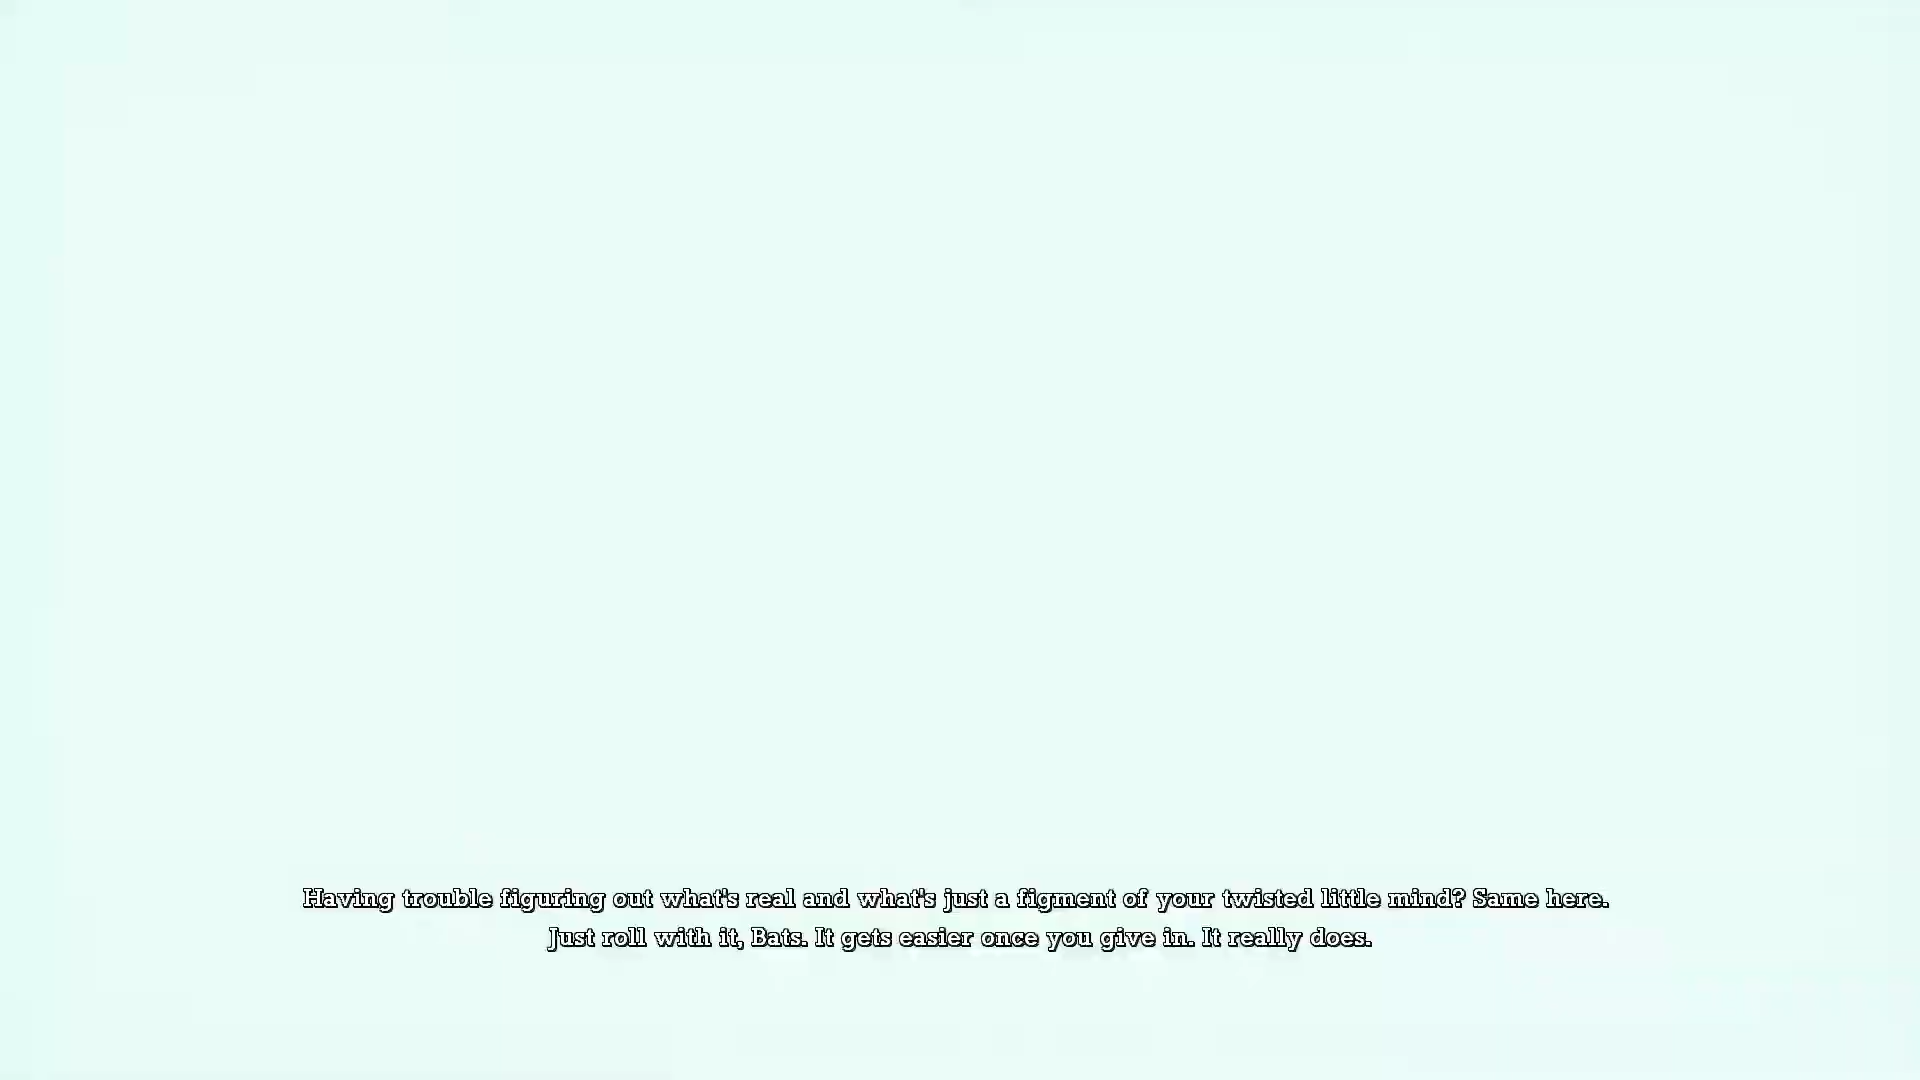 Having trouble figuring out what's real and what's just a figment of your twisted little mind? Same here.
Just roll with it, Bats. It gets easier once you give in. It really does.